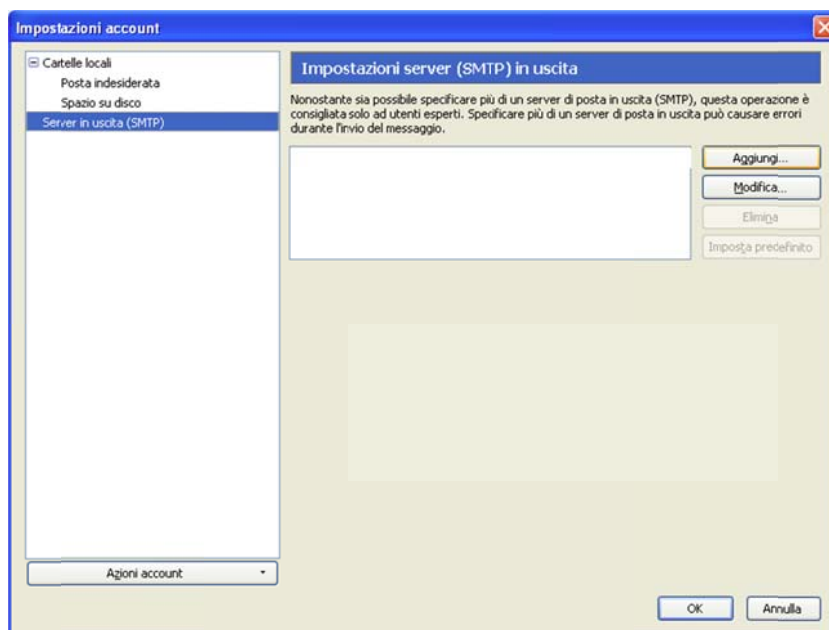 Impostazioni account
Cartelle locali
Posta indesiderata
Spazio su disco
Server in uscita (SMTP)
Azioni account
Impostazioni server (SMTP) in uscita
Nonostante sia possibile specificare più di un server di posta in uscita (SMTP), questa operazione è
consigliata solo ad utenti esperti. Specificare più di un server di posta in uscita può causare errori
durante l'invio del messaggio.
Aggiungi...
Modifica...
Elimina
Imposta predefinito
OK
Annulla